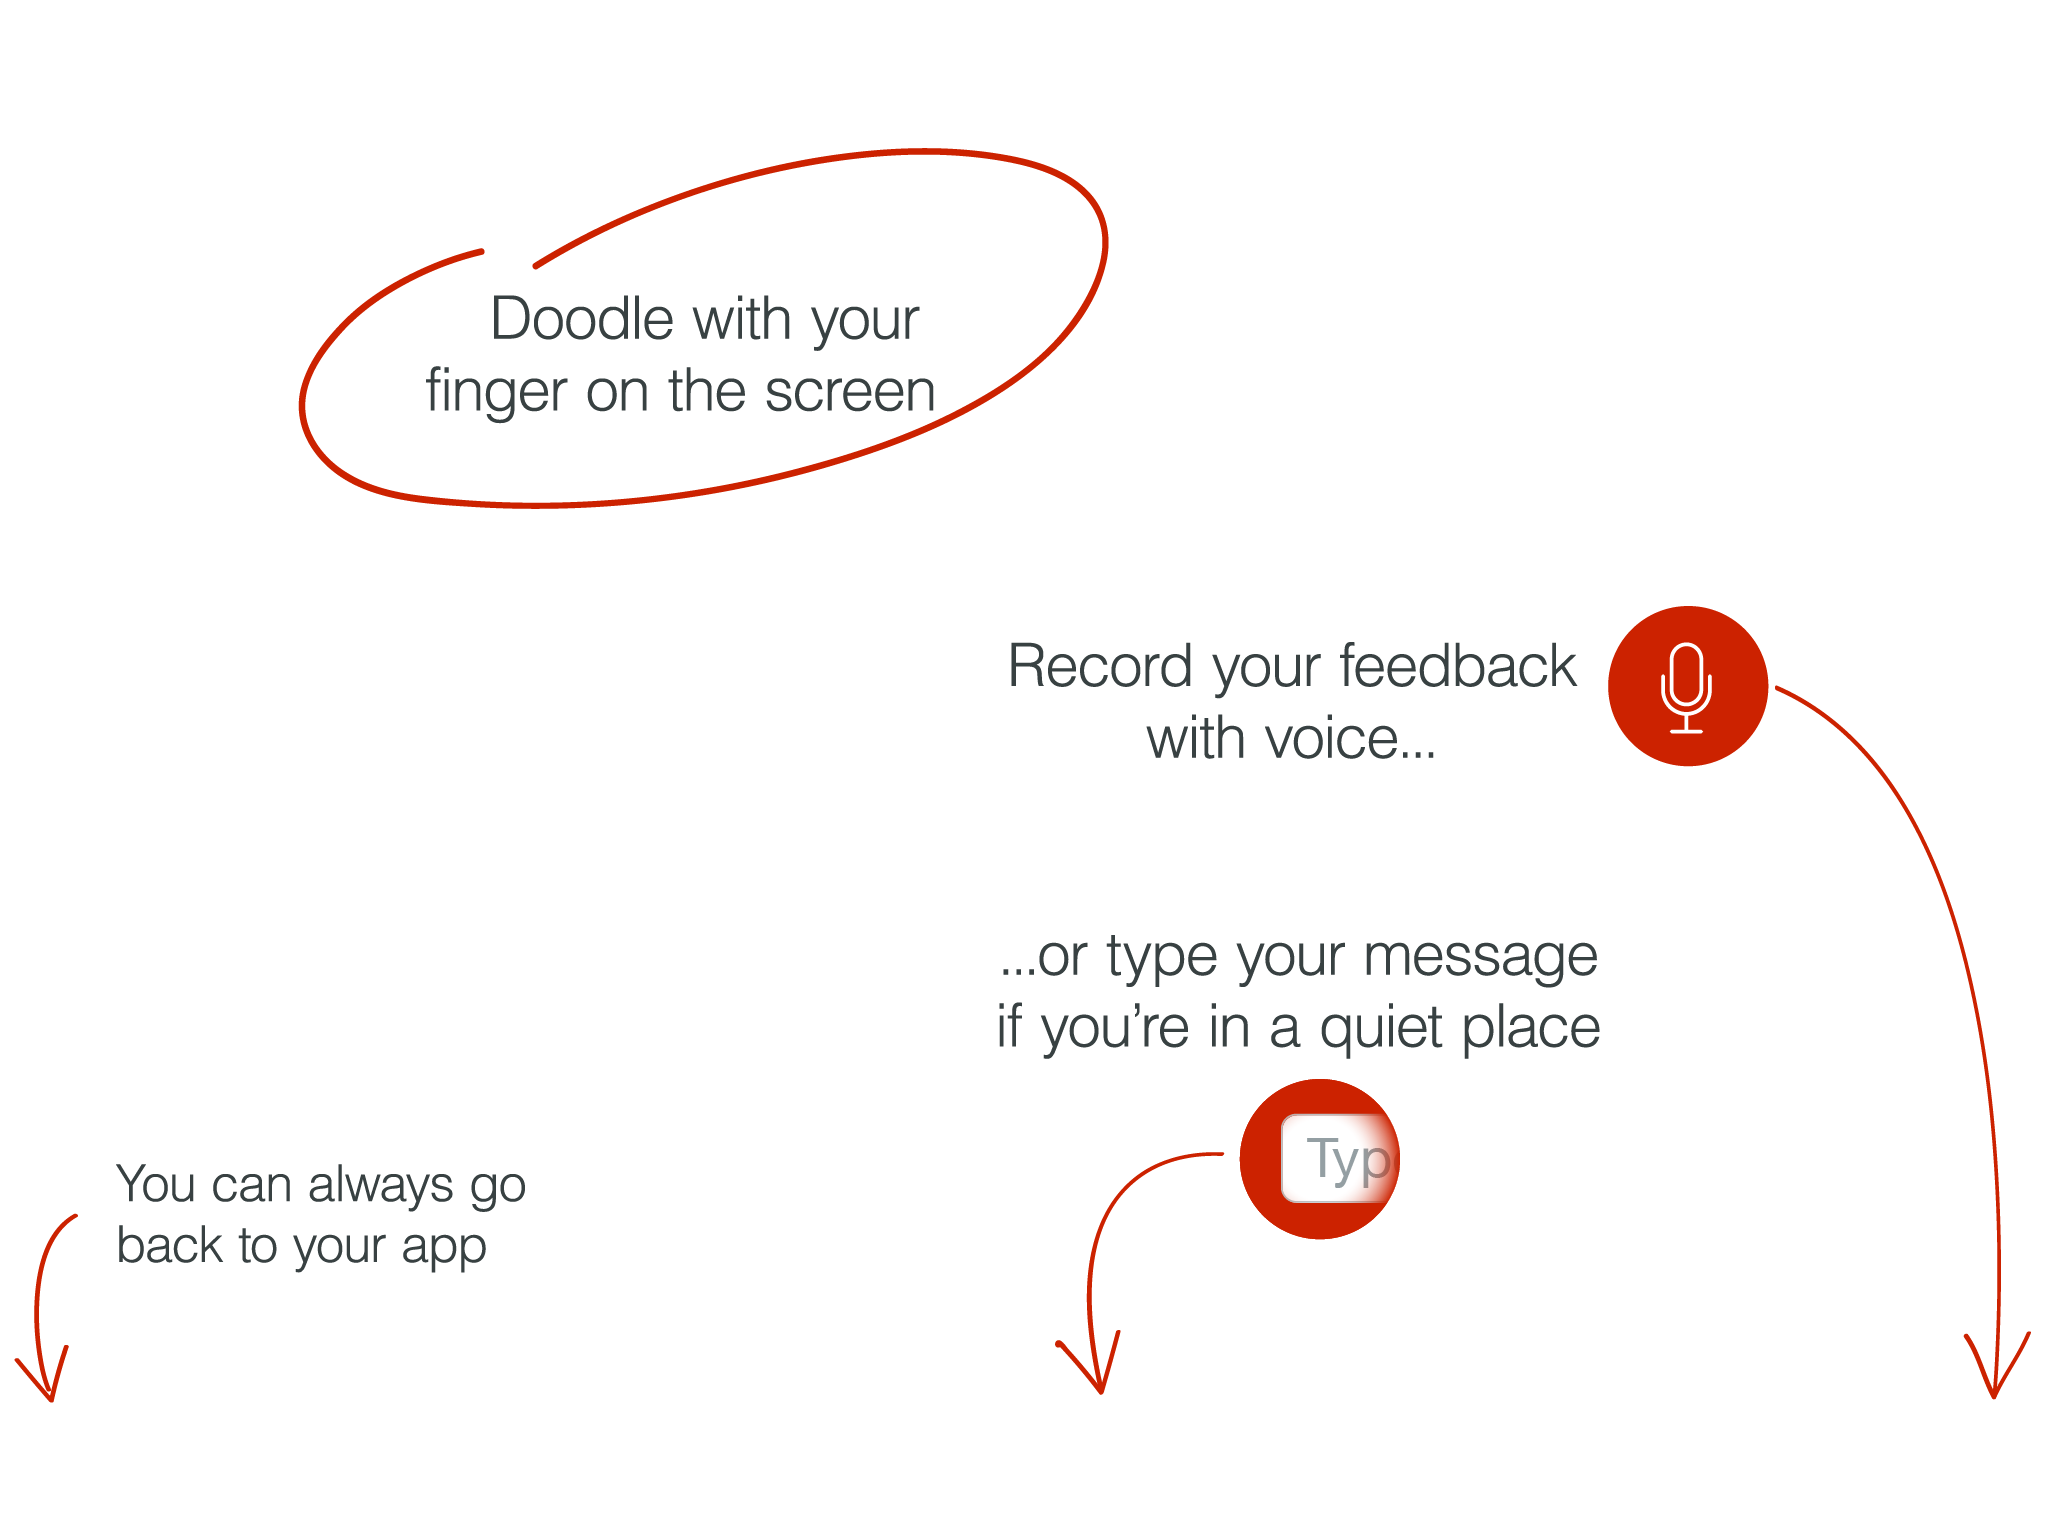 Doodle with your
finger on the screen
Record your feedback
with voice...
...or type your message
if you’re in a quiet place
Typ
You can always go
back to your app